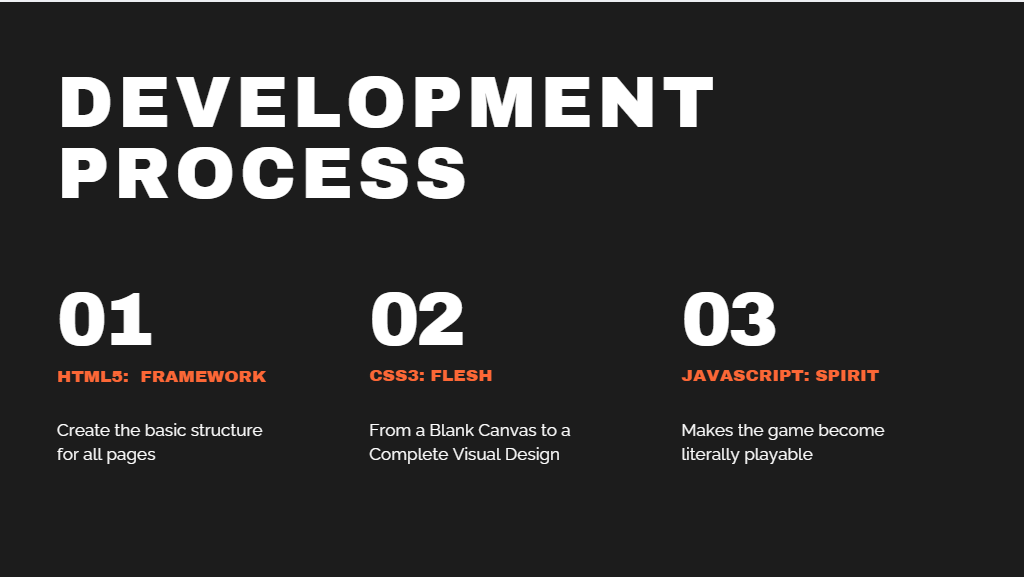 DEVELOPMENT
PROCESS
01
HTML5:  FRAMEWORK
Create the basic structure
for all pages
02
CSS3: FLESH
From a Blank Canvas to a
Complete Visual Design
03
JAVASCRIPT: SPIRIT
Makes the game become
literally playable